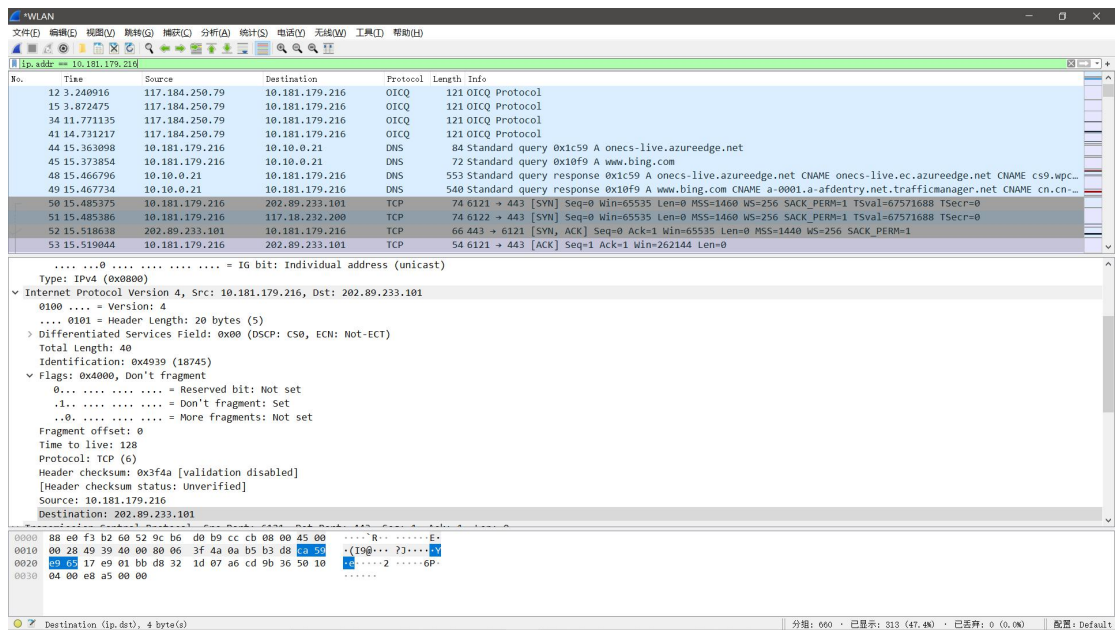 *WLAN
文件(F) 编辑(E) 视图(V) 跳转(G) 捕获(C) 分析(A) 统计(S) 电话(Y) 无线(W) 工具(T) 帮助(H)
ip.addr == 10.181.179.216
No. Time Source Destination Protocol Length Info
12 3.240916 117.184.250.79 10.181.179.216 OICQ 121 OICQ Protocol
15 3.872475 117.184.250.79 10.181.179.216 OICQ 121 OICQ Protocol
34 11.771135 117.184.250.79 10.181.179.216 OICQ 121 OICQ Protocol
41 14.731217 117.184.250.79 10.181.179.216 OICQ 121 OICQ Protocol
44 15.363098 10.181.179.216 10.10.0.21 DNS 84 Standard query 0x1c59 A onecs-live.azureedge.net
45 15.373854 10.181.179.216 10.10.0.21 DNS 72 Standard query 0x10f9 A www.bing.com
48 15.466796 10.10.0.21 10.181.179.216 DNS 553 Standard query response 0x1c59 A onecs-live.azureedge.net CNAME onecs-live.ec.azureedge.net CNAME cs9.wpc…
49 15.467734 10.10.0.21 10.181.179.216 DNS 540 Standard query response 0x10f9 A www.bing.com CNAME a-0001.a-afdentry.net.trafficmanager.net CNAME cn.cn-…
50 15.485375 10.181.179.216 202.89.233.101 TCP 74 6121 → 443 [SYN] Seq=0 Win=65535 Len=0 MSS=1460 WS=256 SACK_PERM=1 TSval=67571688 TSecr=0
51 15.485386 10.181.179.216 117.18.232.200 TCP 74 6122 → 443 [SYN] Seq=0 Win=65535 Len=0 MSS=1460 WS=256 SACK_PERM=1 TSval=67571688 TSecr=0
52 15.518638 202.89.233.101 10.181.179.216 TCP 66 443 → 6121 [SYN, ACK] Seq=0 Ack=1 Win=65535 Len=0 MSS=1440 WS=256 SACK_PERM=1
53 15.519044 10.181.179.216 202.89.233.101 TCP 54 6121 → 443 [ACK] Seq=1 Ack=1 Win=262144 Len=0
.... ...0 .... .... .... .... = IG bit: Individual address (unicast)
Type: IPv4 (0x0800)
Internet Protocol Version 4, Src: 10.181.179.216, Dst: 202.89.233.101
0100 .... = Version: 4
.... 0101 = Header Length: 20 bytes (5)
Differentiated Services Field: 0x00 (DSCP: CS0, ECN: Not-ECT)
Total Length: 40
Identification: 0x4939 (18745)
Flags: 0x4000, Don't fragment
0... .... .... .... = Reserved bit: Not set
.1.. .... .... .... = Don't fragment: Set
..0. .... .... .... = More fragments: Not set
Fragment offset: 0
Time to live: 128
Protocol: TCP (6)
Header checksum: 0x3f4a [validation disabled]
[Header checksum status: Unverified]
Source: 10.181.179.216
Destination: 202.89.233.101
0000 88 e0 f3 b2 60 52 9c b6 d0 b9 cc cb 08 00 45 00 ····`R·· ······E·
0010 00 28 49 39 40 00 80 06 3f 4a 0a b5 b3 d8 ca 59 ·(I9@··· ?J·····Y
0020 e9 65 17 e9 01 bb d8 32 1d 07 a6 cd 9b 36 50 10 ·e·····2 ·····6P·
0030 04 00 e8 a5 00 00 ······
Destination (ip.dst), 4 byte(s)
分组: 660 · 已显示: 313 (47.4%) · 已丢弃: 0 (0.0%)
配置: Default